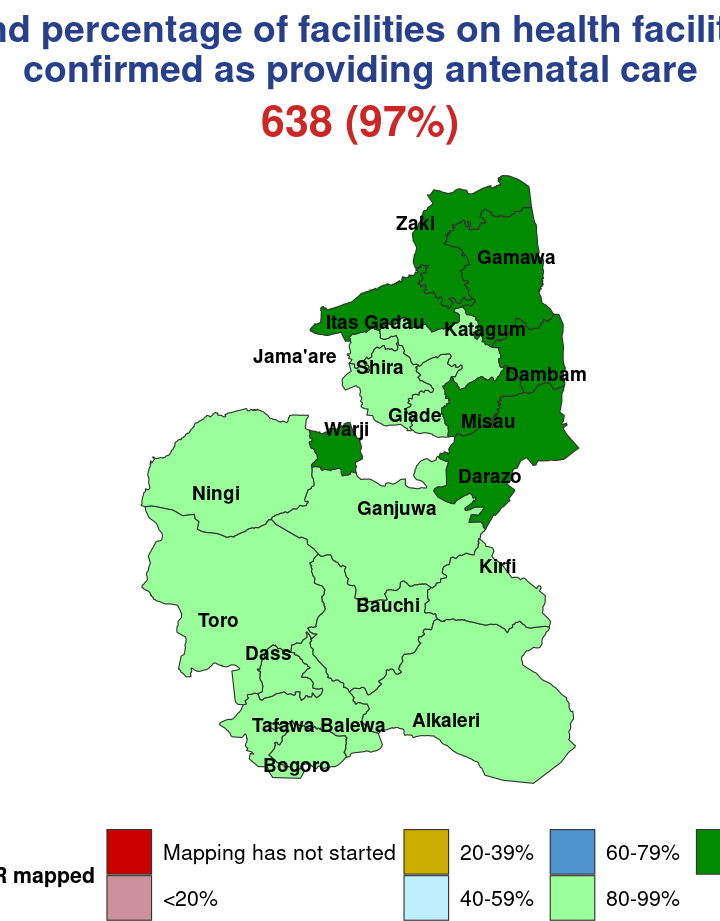 percentage of facilities on health
confirmed as providing antenatal care
638 (97%)
Zaki
Gamawa
Itas Gadau
Katagum
Jama'are
Shira
Dambam
Giade
Misau
Warji
Darazo
Ningi
Ganjuwa
Kirfi
Bauchi
Toro
Dass
Alkaleri
Tafawa Balewa
Bogoro
mapped
Mapping has not started
20-39%
60-79%
<20%
40-59%
80-99%